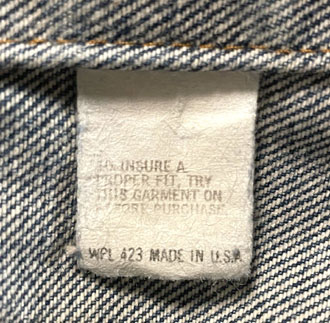 TO INSURE A
PROPER FIT, TRY
THIS GARMENT ON
BEFORE PURCHASE
WPL 423 MADE IN U.S.A.